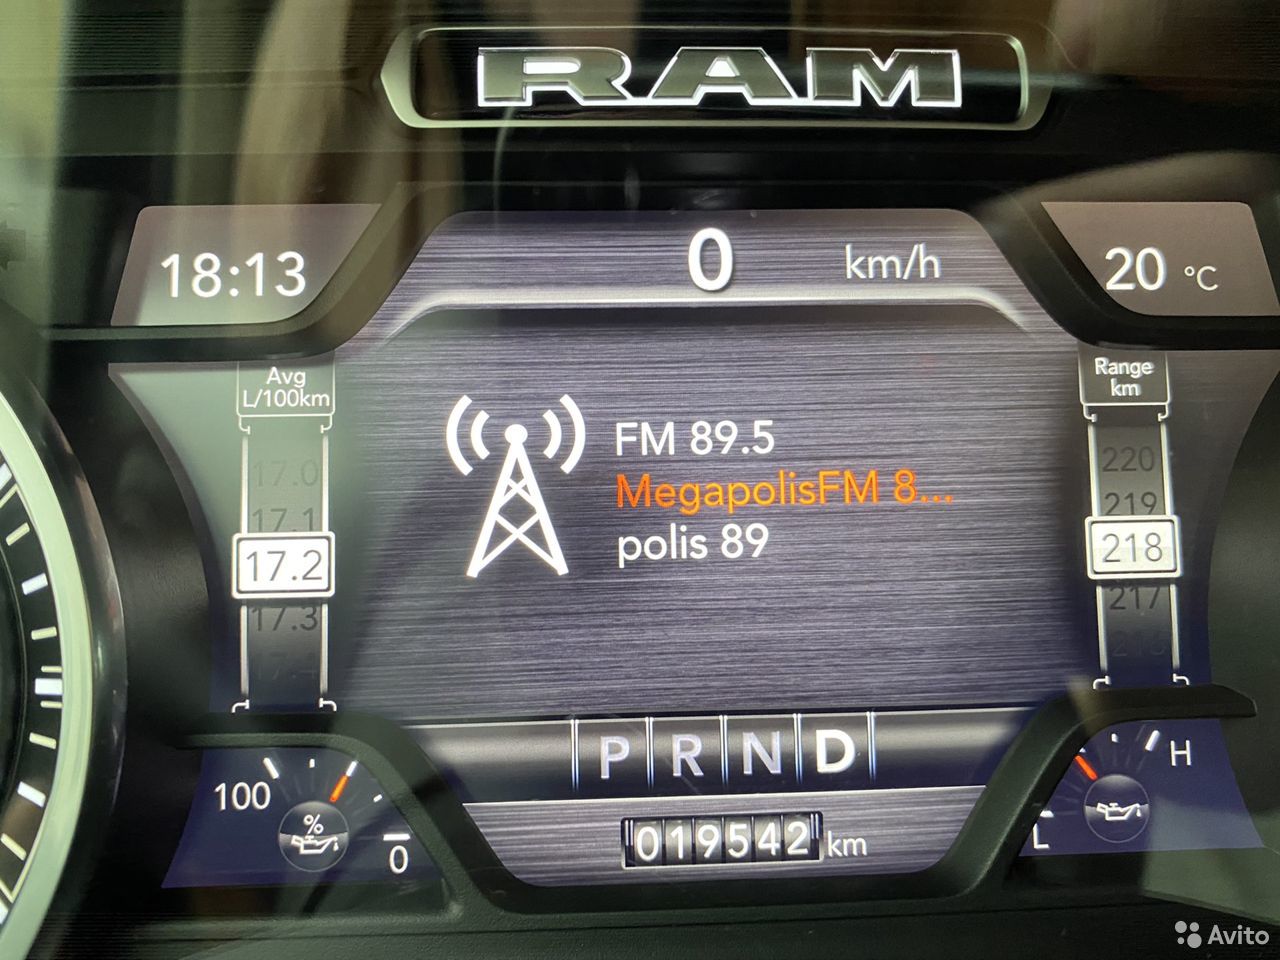 RAM
18:13
0 km/h
20 °C
Avg
L/100km
17.0
17.1
17.2
17.3
Range
km
220
219
218
217
216
FM 89.5
MegapolisFM 8...
polis 89
P R N D
100
%
0
019542 km
L
H
Avito